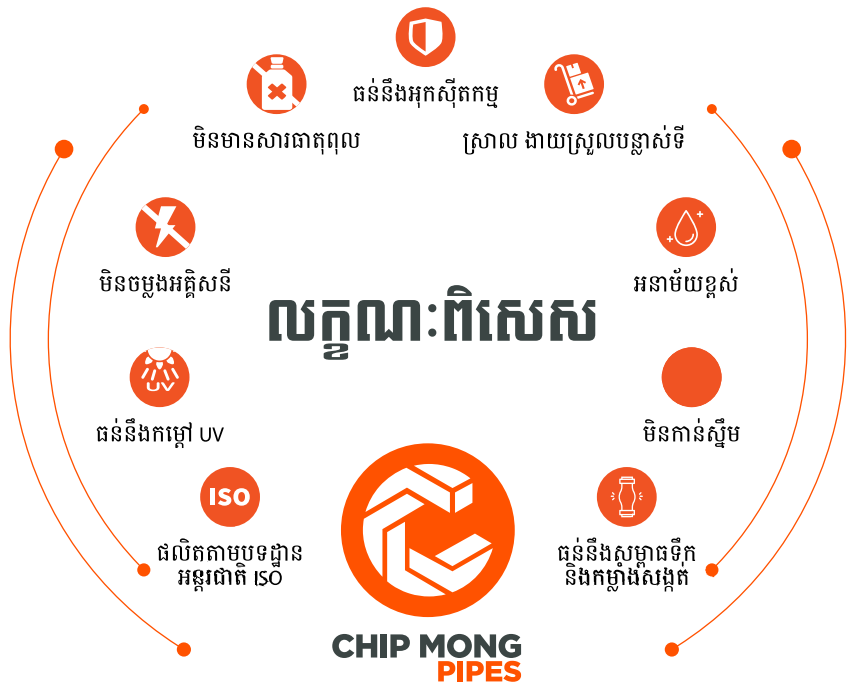 ធន់នឹងអុកស៊ីតកម្ម
មិនមានសារធាតុពុល
ស្រាល ងាយស្រួលបន្លាស់ទី
មិនចម្លងអគ្គិសនី
អនាម័យខ្ពស់
លក្ខណៈពិសេស
UV
ធន់នឹងកម្តៅ UV
មិនកាន់ស្នឹម
ISO
ផលិតតាមបទដ្ឋាន
អន្តរជាតិ ISO
ធន់នឹងសម្ពាធទឹក
និងកម្លាំងសង្កត់
CHIP MONG
PIPES